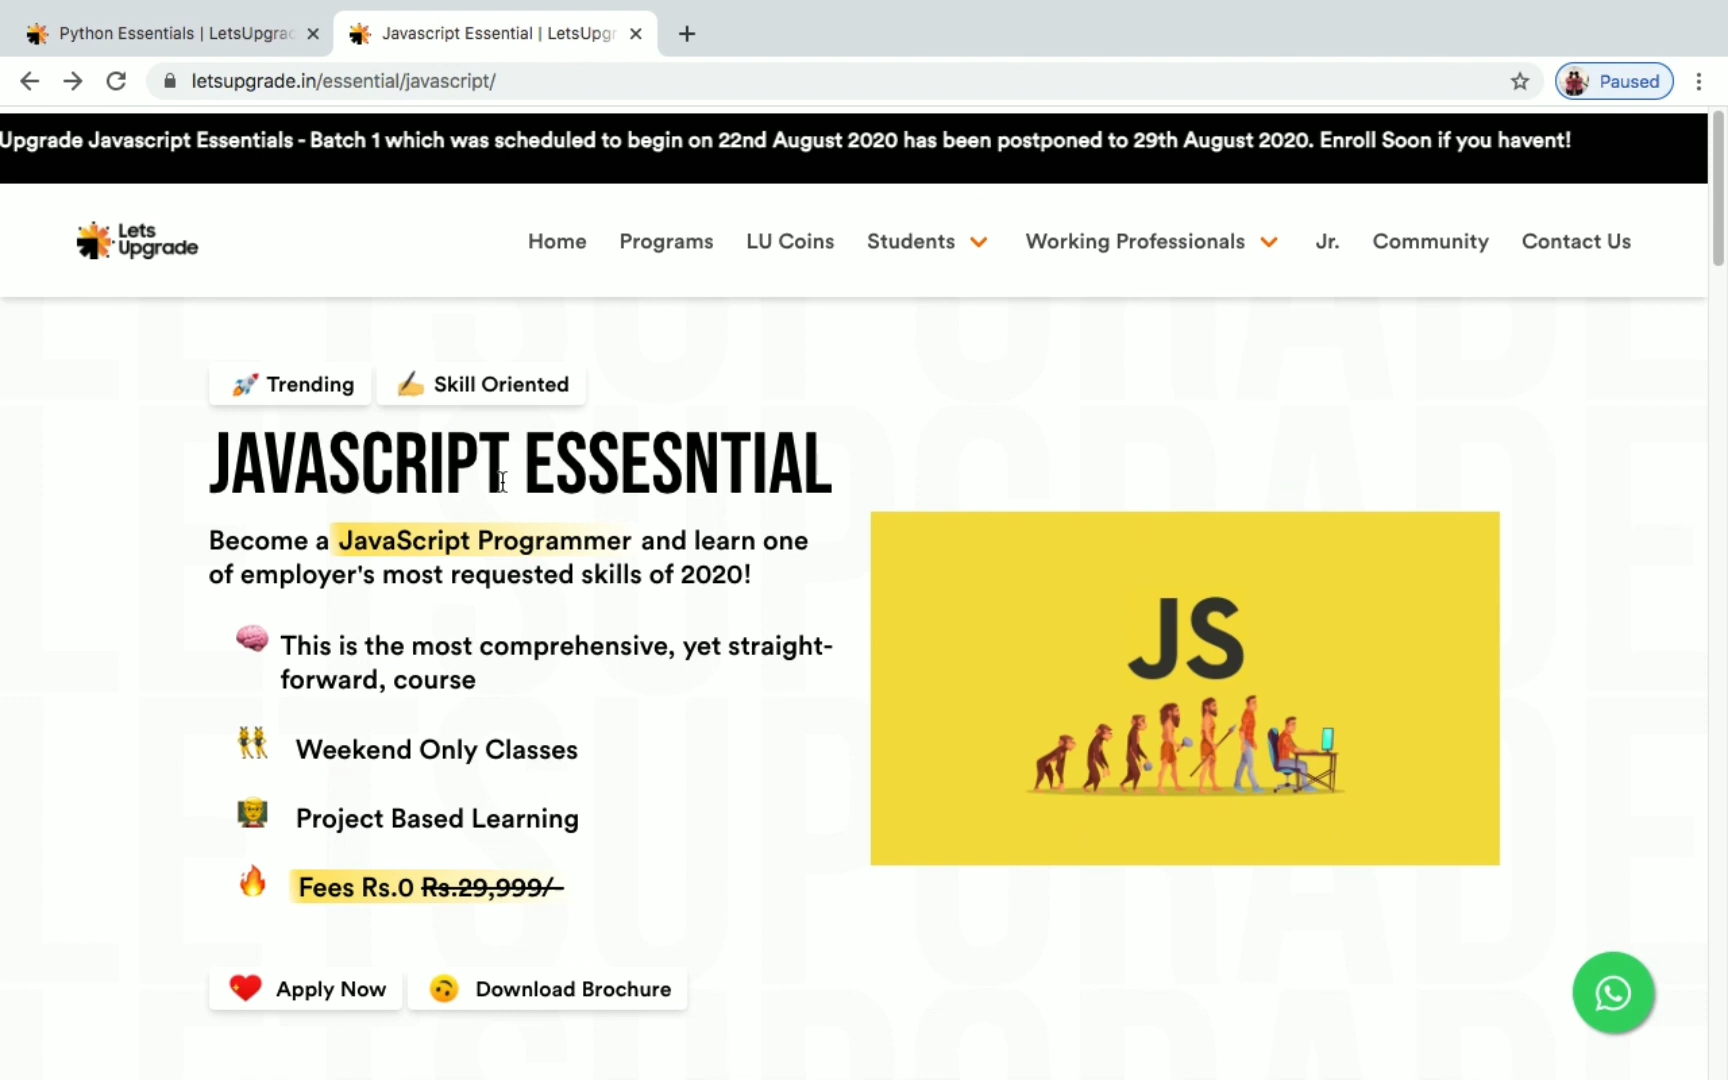 Python Essentials | LetsUpgra
Javascript Essential | LetsUpgr
letsupgrade.in/essential/javascript/
Paused
Upgrade Javascript Essentials - Batch 1 which was scheduled to begin on 22nd August 2020 has been postponed to 29th August 2020. Enroll Soon if you havent!
Lets
Upgrade
Home Programs LU Coins Students Working Professionals Jr. Community Contact Us
Trending Skill Oriented
JAVASCRIPT ESSESNTIAL
Become a JavaScript Programmer and learn one
of employer's most requested skills of 2020!
This is the most comprehensive, yet straight-
forward, course
Weekend Only Classes
Project Based Learning
Fees Rs.0 Rs.29,999/-
Apply Now Download Brochure
JS